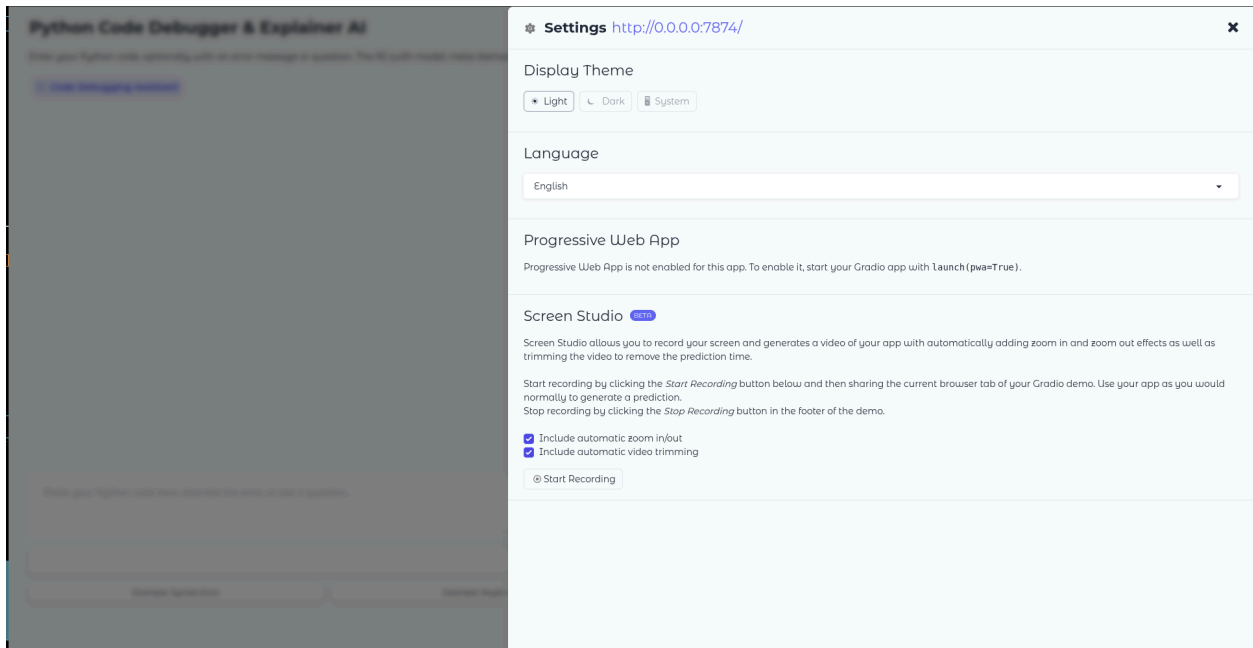 Python Code Debugger & Explainer AI
Code Debugging Assistant
Settings http://0.0.0.0:7874/
Display Theme
Light
Dark
System
Language
English
Progressive Web App
Progressive Web App is not enabled for this app. To enable it, start your Gradio app with launch(pwa=True).
Screen Studio BETA
Screen Studio allows you to record your screen and generates a video of your app with automatically adding zoom in and zoom out effects as well as
trimming the video to remove the prediction time.
Start recording by clicking the Start Recording button below and then sharing the current browser tab of your Gradio demo. Use your app as you would
normally to generate a prediction.
Stop recording by clicking the Stop Recording button in the footer of the demo.
Include automatic zoom in/out
Include automatic video trimming
Start Recording